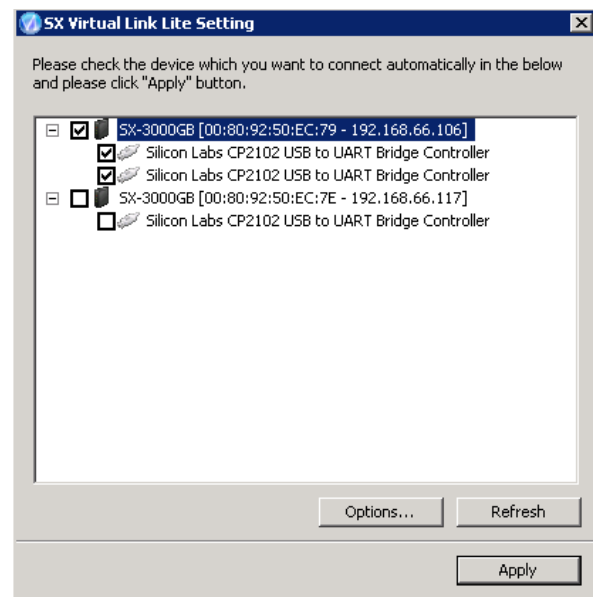 SX Virtual Link Lite Setting
Please check the device which you want to connect automatically in the below
and please click "Apply" button.
SX-3000GB [00:80:92:50:EC:79 - 192.168.66.106]
Silicon Labs CP2102 USB to UART Bridge Controller
Silicon Labs CP2102 USB to UART Bridge Controller
SX-3000GB [00:80:92:50:EC:7E - 192.168.66.117]
Silicon Labs CP2102 USB to UART Bridge Controller
Options... Refresh
Apply